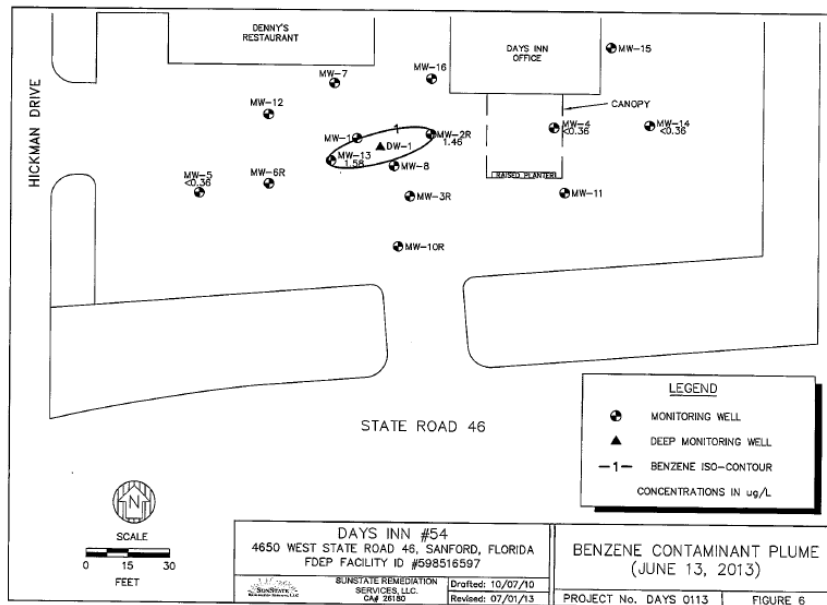 DENNY'S
RESTAURANT
DAYS INN
OFFICE
MW-15
MW-7
MW-16
HICKMAN DRIVE
CANOPY
MW-12
MW-4
<0.36
MW-14
<0.36
1
MW-1
MW-2R
1.46
DW-1
MW-13
1.58
MW-8
MW-5
<0.36
MW-6R
RAISED PLANTER
MW-3R
MW-11
MW-10R
STATE ROAD 46
LEGEND
MONITORING WELL
DEEP MONITORING WELL
—1— BENZENE ISO-CONTOUR
CONCENTRATIONS IN ug/L
N
SCALE
0 15 30
FEET
DAYS INN #54
4650 WEST STATE ROAD 46, SANFORD, FLORIDA
FDEP FACILITY ID #598516597
SUNSTATE
SUNSTATE REMEDIATION
SERVICES, LLC.
CA# 26180
Drafted: 10/07/10
Revised: 07/01/13
BENZENE CONTAMINANT PLUME
(JUNE 13, 2013)
PROJECT No. DAYS 0113
FIGURE 6